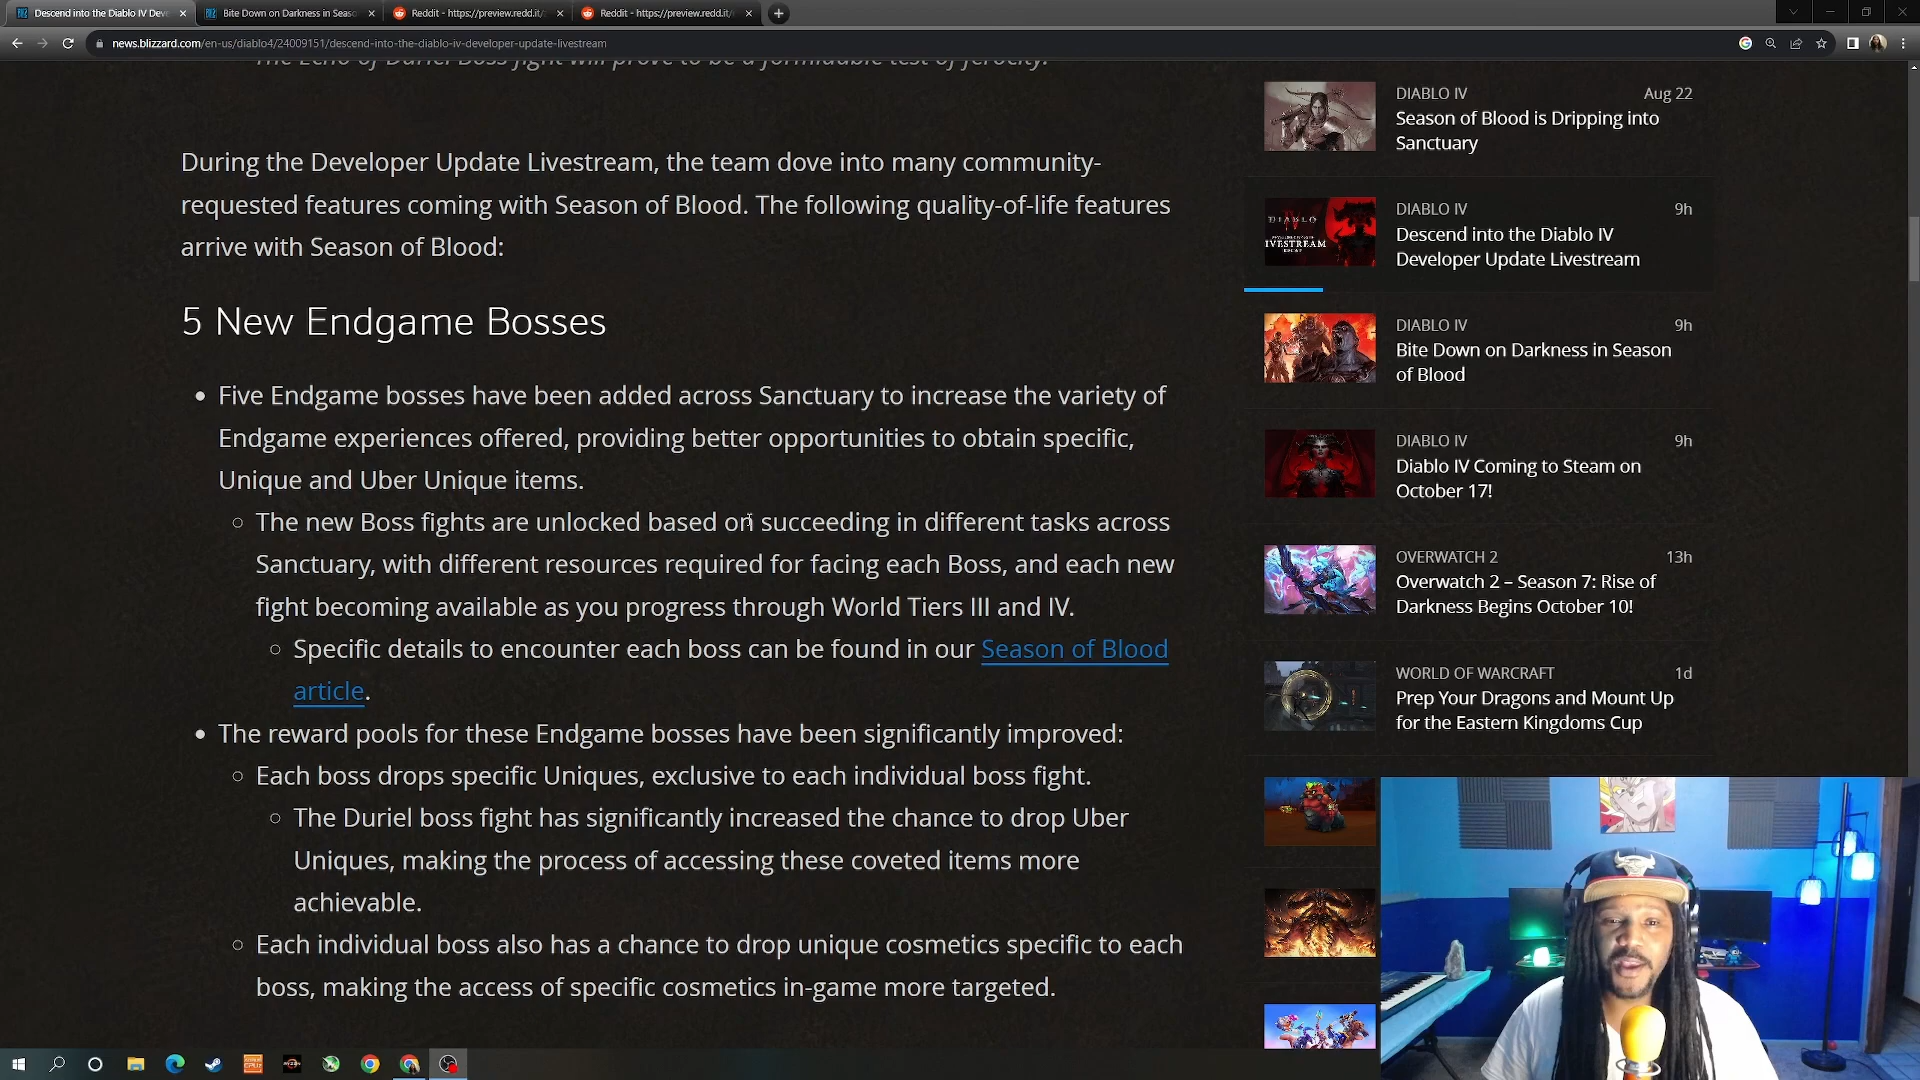 Descend into the Diablo IV Dev
Bite Down on Darkness in Seaso
Reddit - https://preview.redd.it/
Reddit - https://preview.redd.it/
news.blizzard.com/en-us/diablo4/24009151/descend-into-the-diablo-iv-developer-update-livestream
The Echo of Duriel Boss fight will prove to be a formidable test of ferocity.
During the Developer Update Livestream, the team dove into many community-
requested features coming with Season of Blood. The following quality-of-life features
arrive with Season of Blood:
5 New Endgame Bosses
Five Endgame bosses have been added across Sanctuary to increase the variety of
Endgame experiences offered, providing better opportunities to obtain specific,
Unique and Uber Unique items.
The new Boss fights are unlocked based on succeeding in different tasks across
Sanctuary, with different resources required for facing each Boss, and each new
fight becoming available as you progress through World Tiers III and IV.
Specific details to encounter each boss can be found in our Season of Blood
article.
The reward pools for these Endgame bosses have been significantly improved:
Each boss drops specific Uniques, exclusive to each individual boss fight.
The Duriel boss fight has significantly increased the chance to drop Uber
Uniques, making the process of accessing these coveted items more
achievable.
Each individual boss also has a chance to drop unique cosmetics specific to each
boss, making the access of specific cosmetics in-game more targeted.
DIABLO IV Aug 22
Season of Blood is Dripping into
Sanctuary
DIABLO IV 9h
Descend into the Diablo IV
Developer Update Livestream
DIABLO
LIVESTREAM
DIABLO IV 9h
Bite Down on Darkness in Season
of Blood
DIABLO IV 9h
Diablo IV Coming to Steam on
October 17!
OVERWATCH 2 13h
Overwatch 2 – Season 7: Rise of
Darkness Begins October 10!
WORLD OF WARCRAFT 1d
Prep Your Dragons and Mount Up
for the Eastern Kingdoms Cup